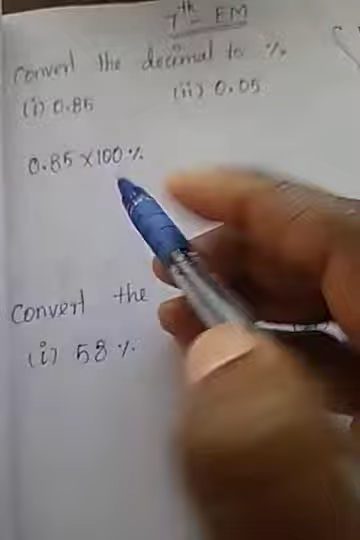 7th EM
Convert the decimal to %
(i) 0.85 (ii) 0.05
0.85 × 100 %
Convert the
(i) 58 %